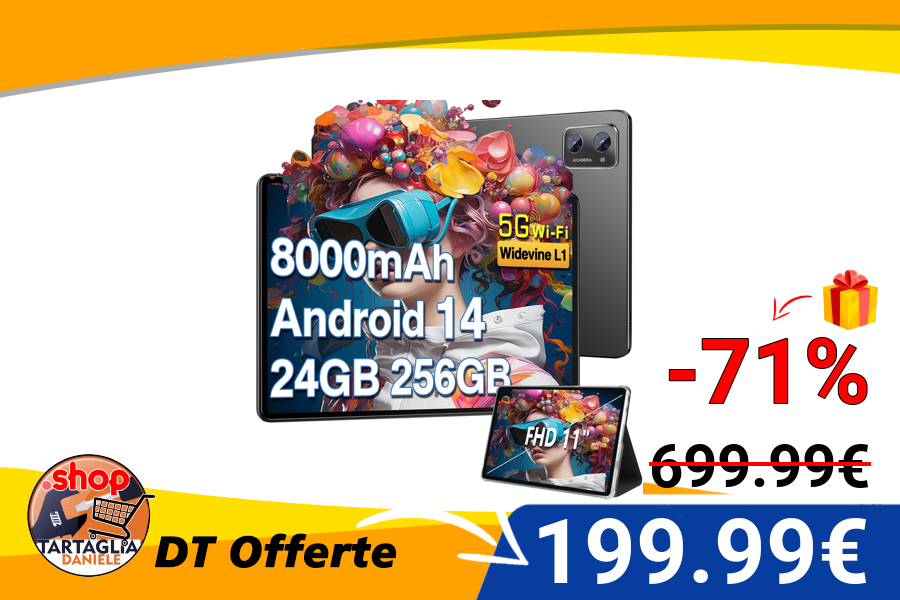 5G Wi-Fi
Widevine L1
8000mAh
Android 14
24GB 256GB
FHD 11"
-71%
699.99€
199.99€
.shop
TARTAGLIA
DANIELE
DT Offerte